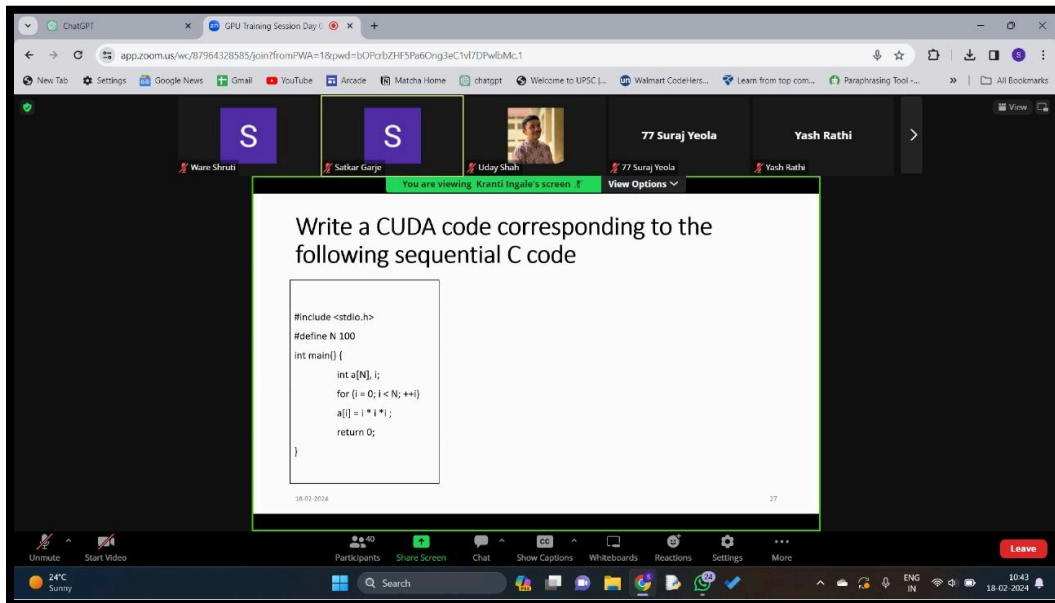 ChatGPT
GPU Training Session Day
app.zoom.us/wc/87964328585/join?fromPWA=1&pwd=bOPcrbZHF5Pa6Ong3eC1vl7DPwlbMc.1
New Tab Settings Google News Gmail YouTube Arcade Matcha Home chatgpt Welcome to UPSC |... Walmart CodeHers... Learn from top com... Paraphrasing Tool -... » All Bookmarks
View
S S 77 Suraj Yeola Yash Rathi
Ware Shruti Satkar Garje Uday Shah 77 Suraj Yeola Yash Rathi
You are viewing Kranti Ingale's screen View Options
Write a CUDA code corresponding to the
following sequential C code
#include <stdio.h>
#define N 100
int main() {
int a[N], i;
for (i = 0; i < N; ++i)
a[i] = i * i *i ;
return 0;
}
18-02-2024 27
40
Unmute Start Video Participants Share Screen Chat Show Captions Whiteboards Reactions Settings More Leave
24°C
Sunny
Search
24
ENG
IN
10:43
18-02-2024